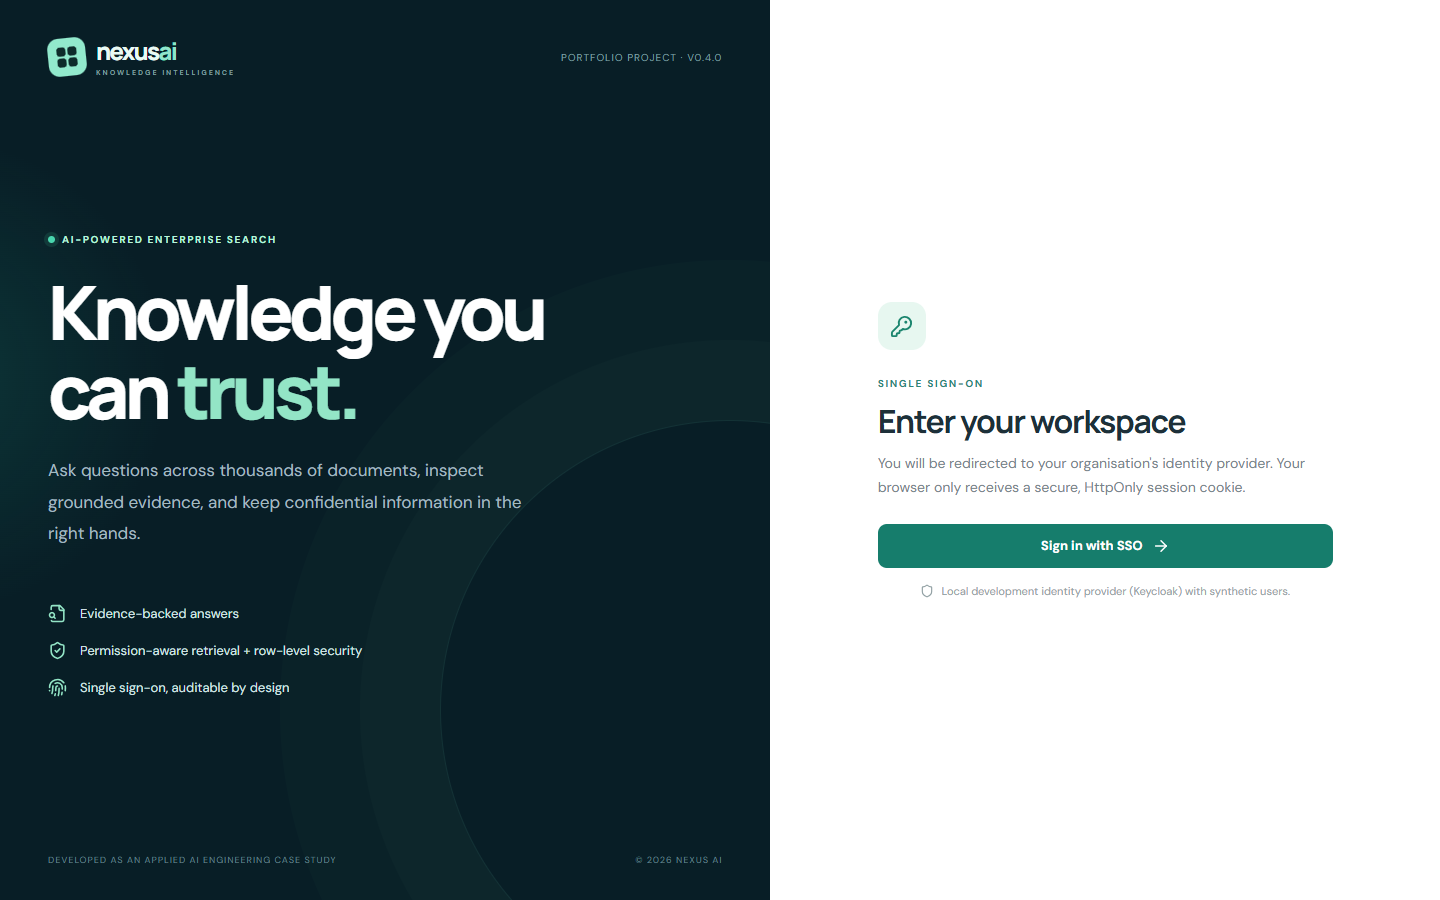 nexusai
KNOWLEDGE INTELLIGENCE
PORTFOLIO PROJECT · V0.4.0
AI-POWERED ENTERPRISE SEARCH
Knowledge you
can trust.
Ask questions across thousands of documents, inspect
grounded evidence, and keep confidential information in the
right hands.
Evidence-backed answers
Permission-aware retrieval + row-level security
Single sign-on, auditable by design
DEVELOPED AS AN APPLIED AI ENGINEERING CASE STUDY
© 2026 NEXUS AI
SINGLE SIGN-ON
Enter your workspace
You will be redirected to your organisation's identity provider. Your
browser only receives a secure, HttpOnly session cookie.
Sign in with SSO
Local development identity provider (Keycloak) with synthetic users.